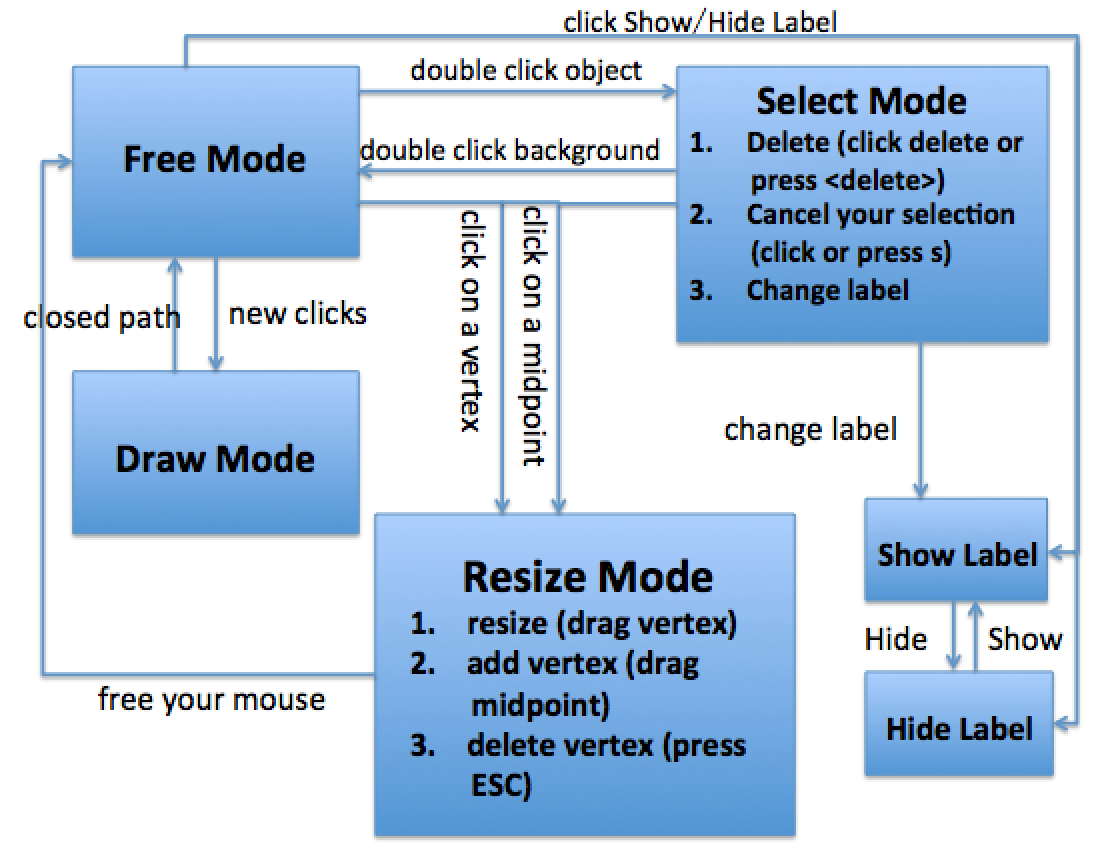 click Show/Hide Label
double click object
Free Mode
double click background
Select Mode
1. Delete (click delete or
press <delete>)
2. Cancel your selection
(click or press s)
3. Change label
closed path
new clicks
click on a vertex
click on a midpoint
Draw Mode
change label
Show Label
Hide
Show
Hide Label
Resize Mode
1. resize (drag vertex)
2. add vertex (drag
midpoint)
3. delete vertex (press
ESC)
free your mouse